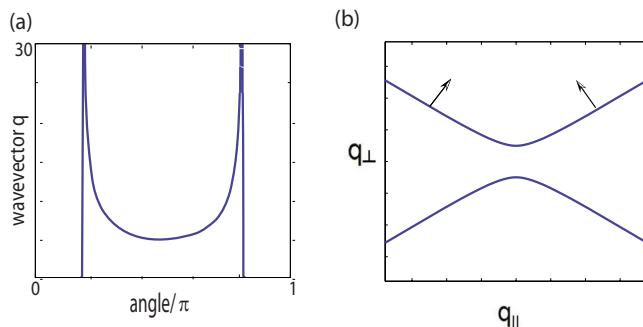 (a)
30
wavevector q
0
1
angle/π
(b)
q⊥
q||